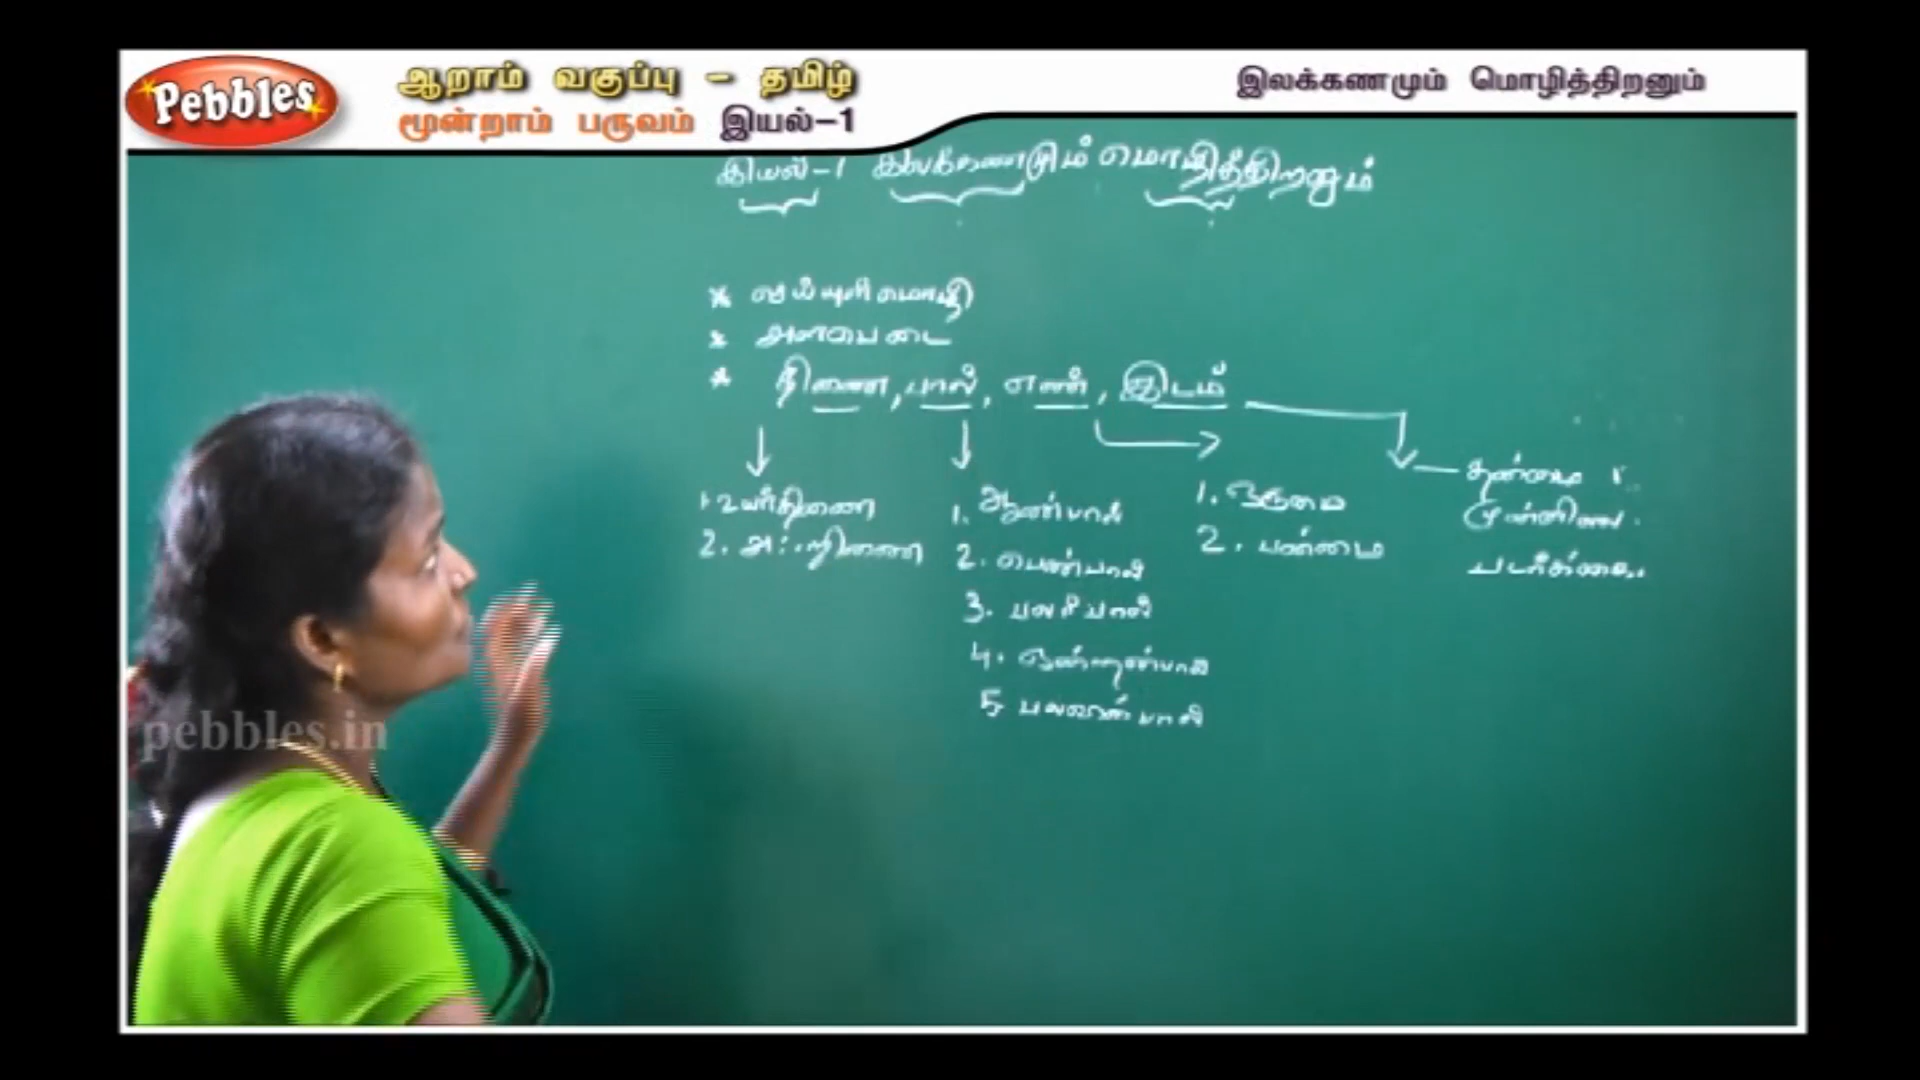 Pebbles
ஆறாம் வகுப்பு – தமிழ்
மூன்றாம் பருவம் இயல்–1
இலக்கணமும் மொழித்திறனும்
இயல்-1 இலக்கணமும் மொழித்திறனும்
* அளபெடை
* திணை, பால், எண், இடம்
1. உயர்திணை
2. அஃறிணை
1. ஆண்பால்
2. பெண்பால்
3. பலர்பால்
4. ஒன்றன்பால்
5 பலவின்பால்
1. ஒருமை
2. பன்மை
தன்மை
முன்னிலை
படர்க்கை
pebbles.in